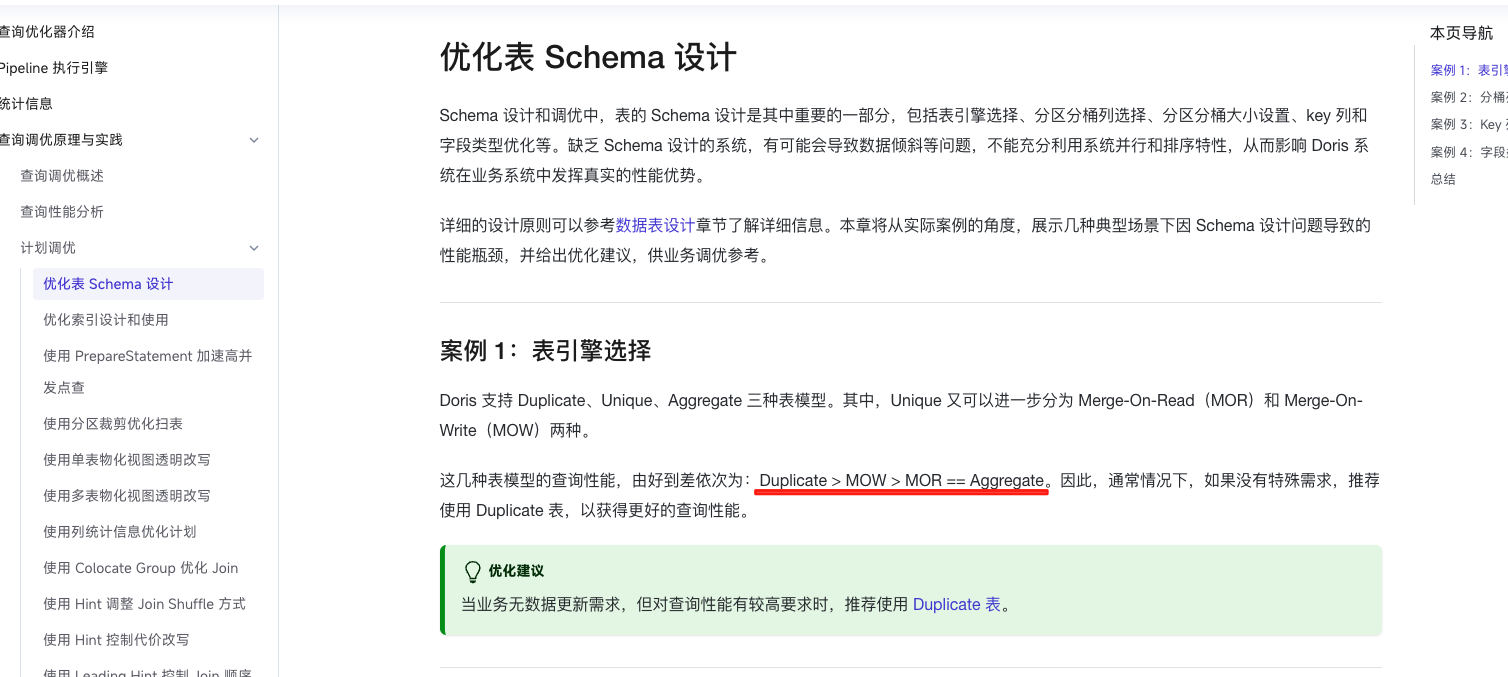 查询优化器介绍
Pipeline 执行引擎
统计信息
查询调优原理与实践
查询调优概述
查询性能分析
计划调优
优化表 Schema 设计
优化索引设计和使用
使用 PrepareStatement 加速高并
发点查
使用分区裁剪优化扫表
使用单表物化视图透明改写
使用多表物化视图透明改写
使用列统计信息优化计划
使用 Colocate Group 优化 Join
使用 Hint 调整 Join Shuffle 方式
使用 Hint 控制代价改写
使用 Leading Hint 控制 Join 顺序
优化表 Schema 设计
Schema 设计和调优中，表的 Schema 设计是其中重要的一部分，包括表引擎选择、分区分桶列选择、分区分桶大小设置、key 列和
字段类型优化等。缺乏 Schema 设计的系统，有可能会导致数据倾斜等问题，不能充分利用系统并行和排序特性，从而影响 Doris 系
统在业务系统中发挥真实的性能优势。
详细的设计原则可以参考数据表设计章节了解详细信息。本章将从实际案例的角度，展示几种典型场景下因 Schema 设计问题导致的
性能瓶颈，并给出优化建议，供业务调优参考。
案例 1：表引擎选择
Doris 支持 Duplicate、Unique、Aggregate 三种表模型。其中，Unique 又可以进一步分为 Merge-On-Read（MOR）和 Merge-On-
Write（MOW）两种。
这几种表模型的查询性能，由好到差依次为：Duplicate > MOW > MOR == Aggregate。因此，通常情况下，如果没有特殊需求，推荐
使用 Duplicate 表，以获得更好的查询性能。
优化建议
当业务无数据更新需求，但对查询性能有较高要求时，推荐使用 Duplicate 表。
本页导航
案例 1：表引
案例 2：分桶
案例 3：Key
案例 4：字段
总结